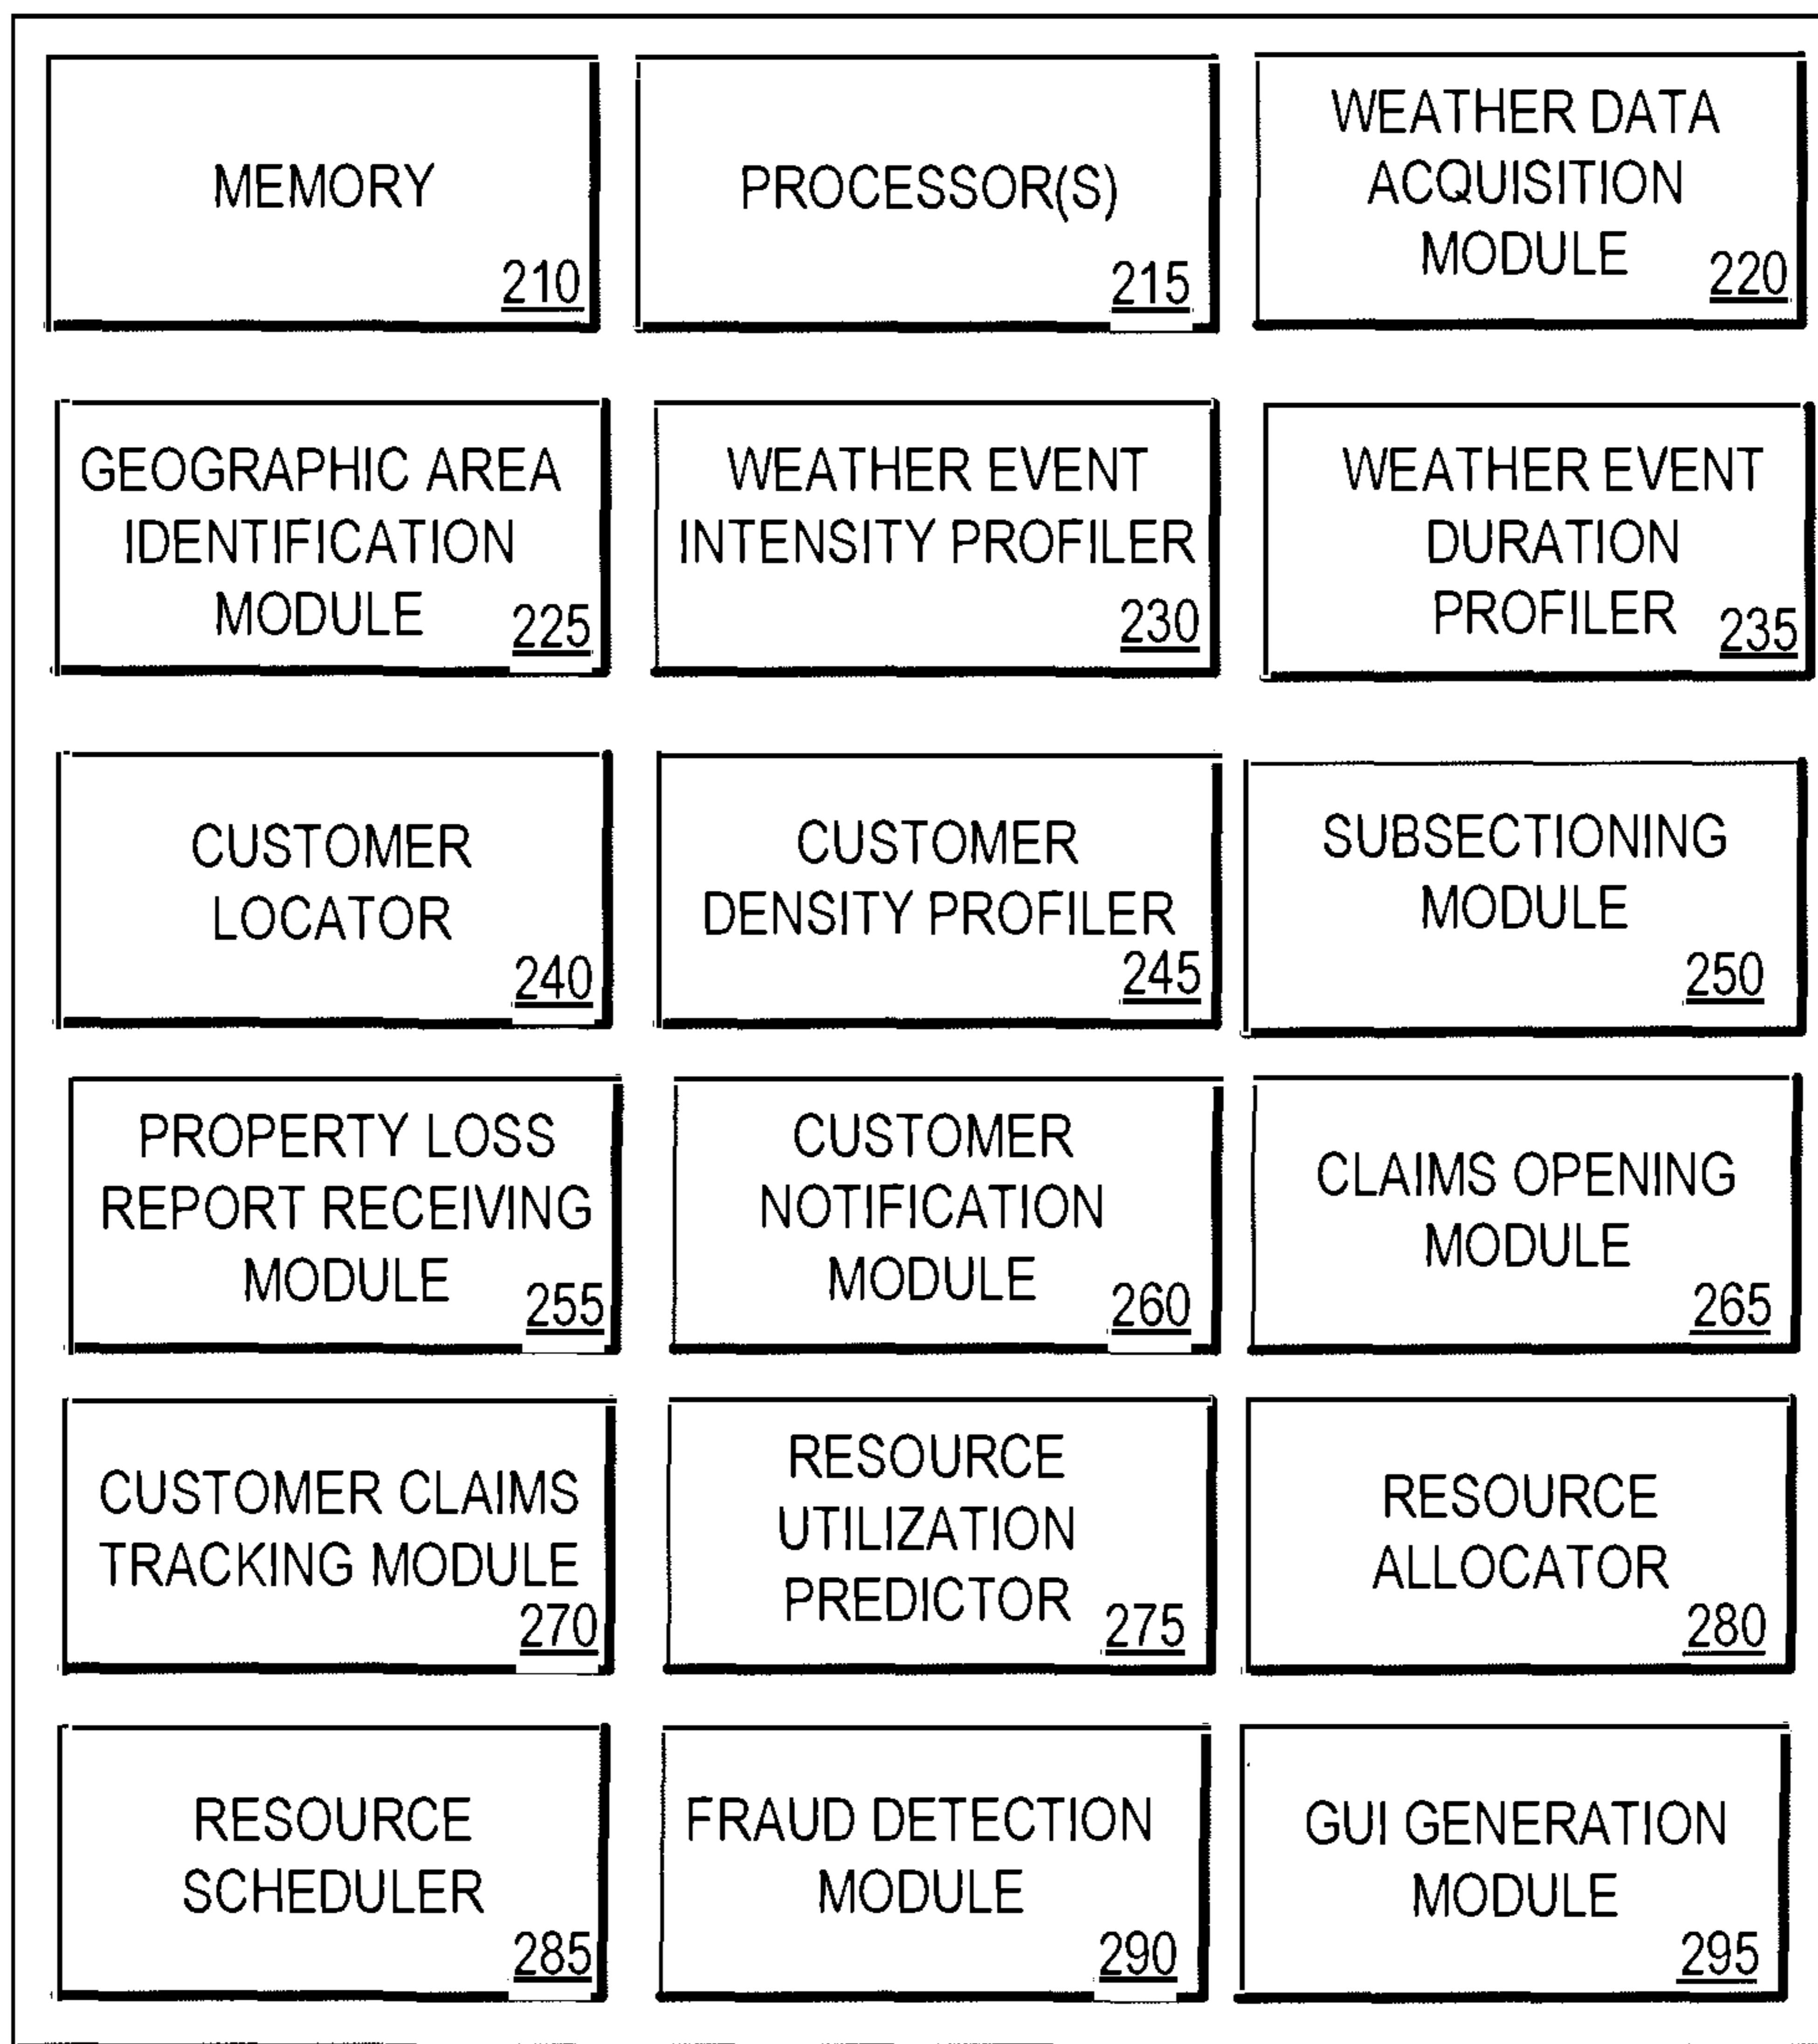 MEMORY
210
PROCESSOR(S)
215
WEATHER DATA
ACQUISITION
MODULE
220
GEOGRAPHIC AREA
IDENTIFICATION
MODULE
225
WEATHER EVENT
INTENSITY PROFILER
230
WEATHER EVENT
DURATION
PROFILER
235
CUSTOMER
LOCATOR
240
CUSTOMER
DENSITY PROFILER
245
SUBSECTIONING
MODULE
250
PROPERTY LOSS
REPORT RECEIVING
MODULE
255
CUSTOMER
NOTIFICATION
MODULE
260
CLAIMS OPENING
MODULE
265
CUSTOMER CLAIMS
TRACKING MODULE
270
RESOURCE
UTILIZATION
PREDICTOR
275
RESOURCE
ALLOCATOR
280
RESOURCE
SCHEDULER
285
FRAUD DETECTION
MODULE
290
GUI GENERATION
MODULE
295